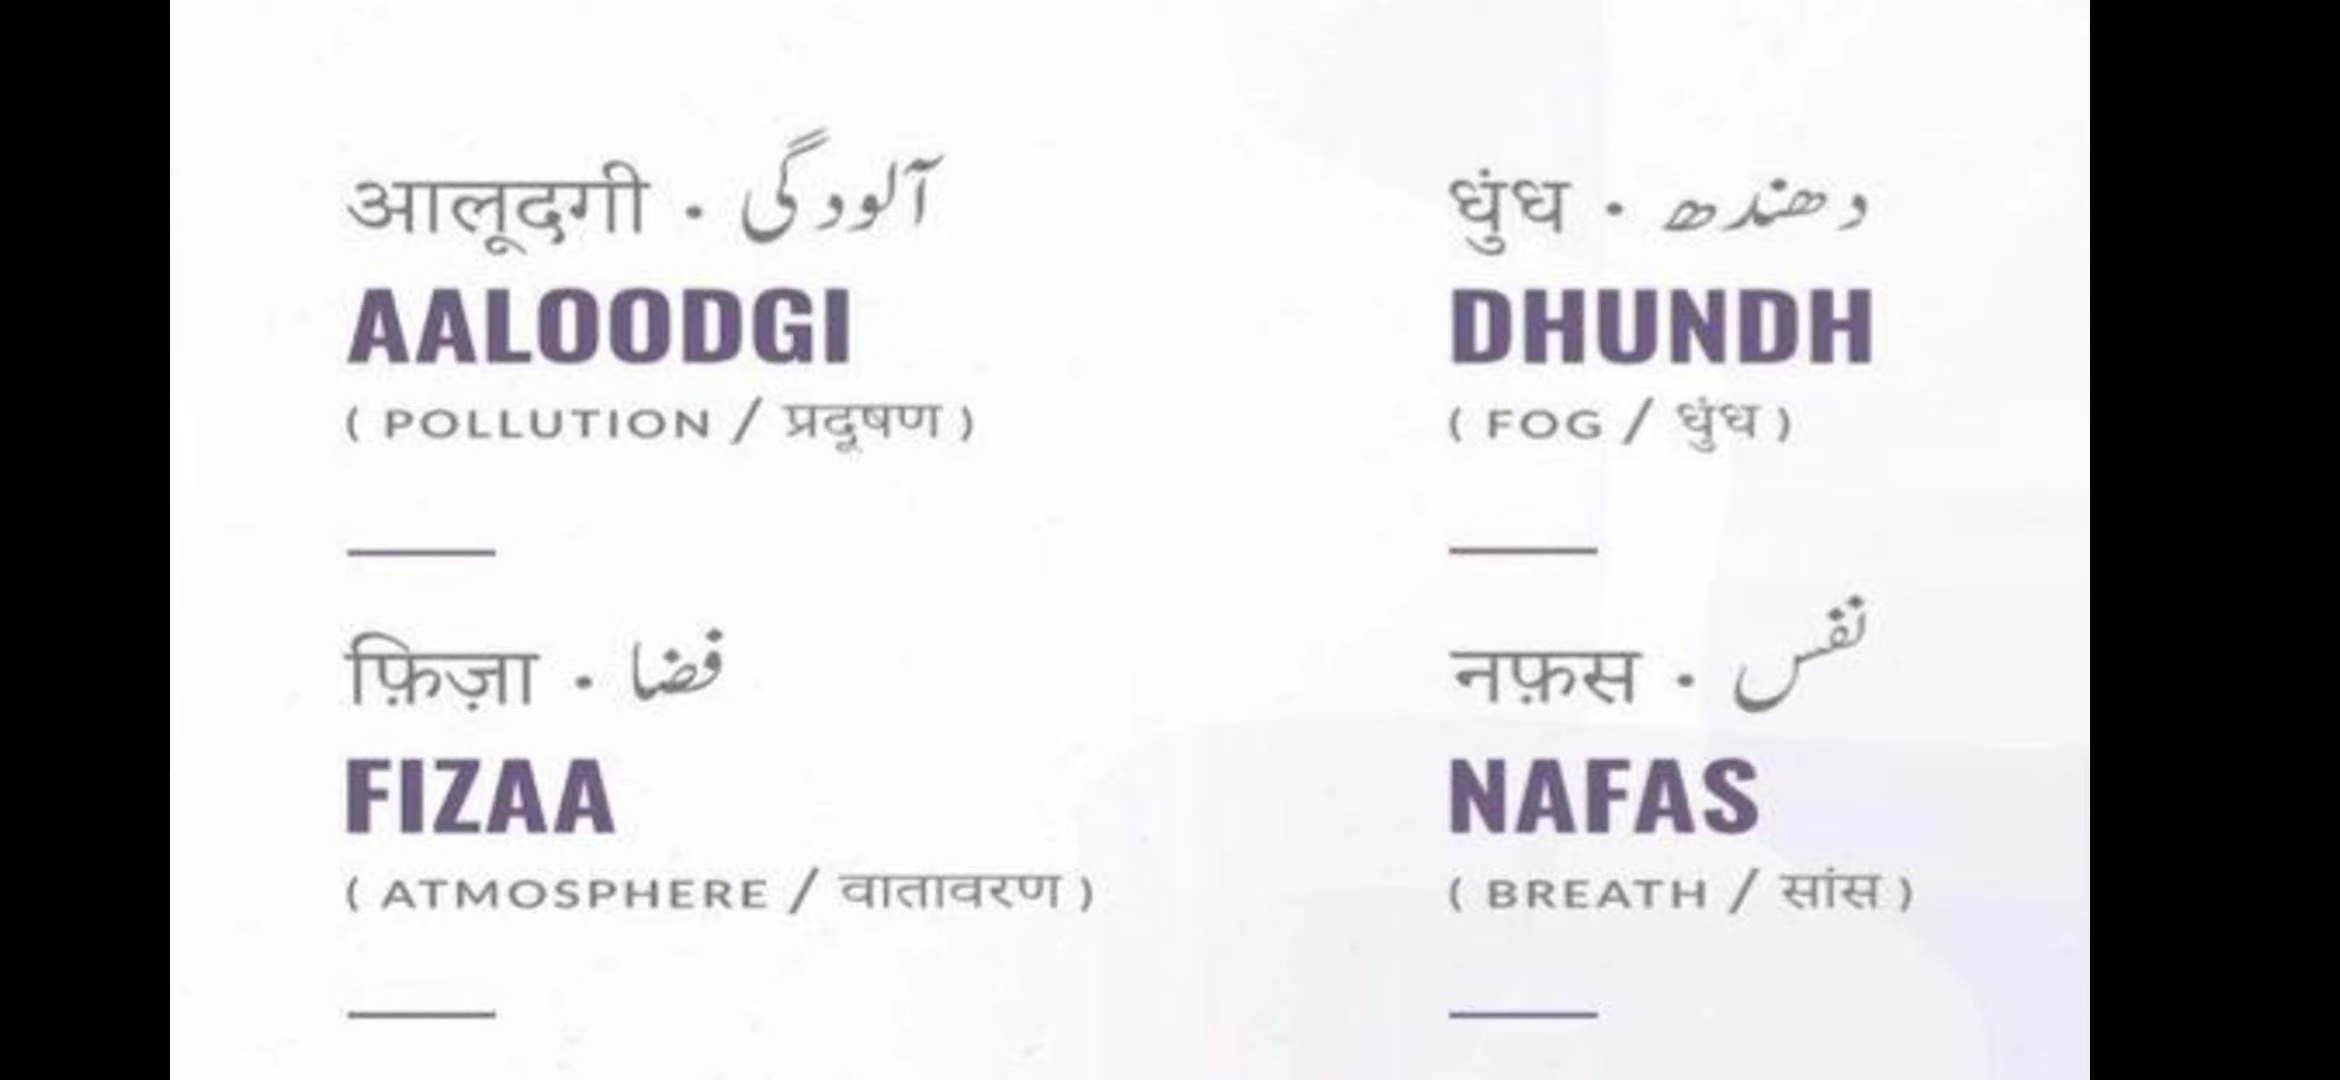 आलूदगी · آلودگی
AALOODGI
( POLLUTION / प्रदूषण )
धुंध · دھندھ
DHUNDH
( FOG / धुंध )
फ़िज़ा · فضا
FIZAA
( ATMOSPHERE / वातावरण )
नफ़स · نفس
NAFAS
( BREATH / सांस )